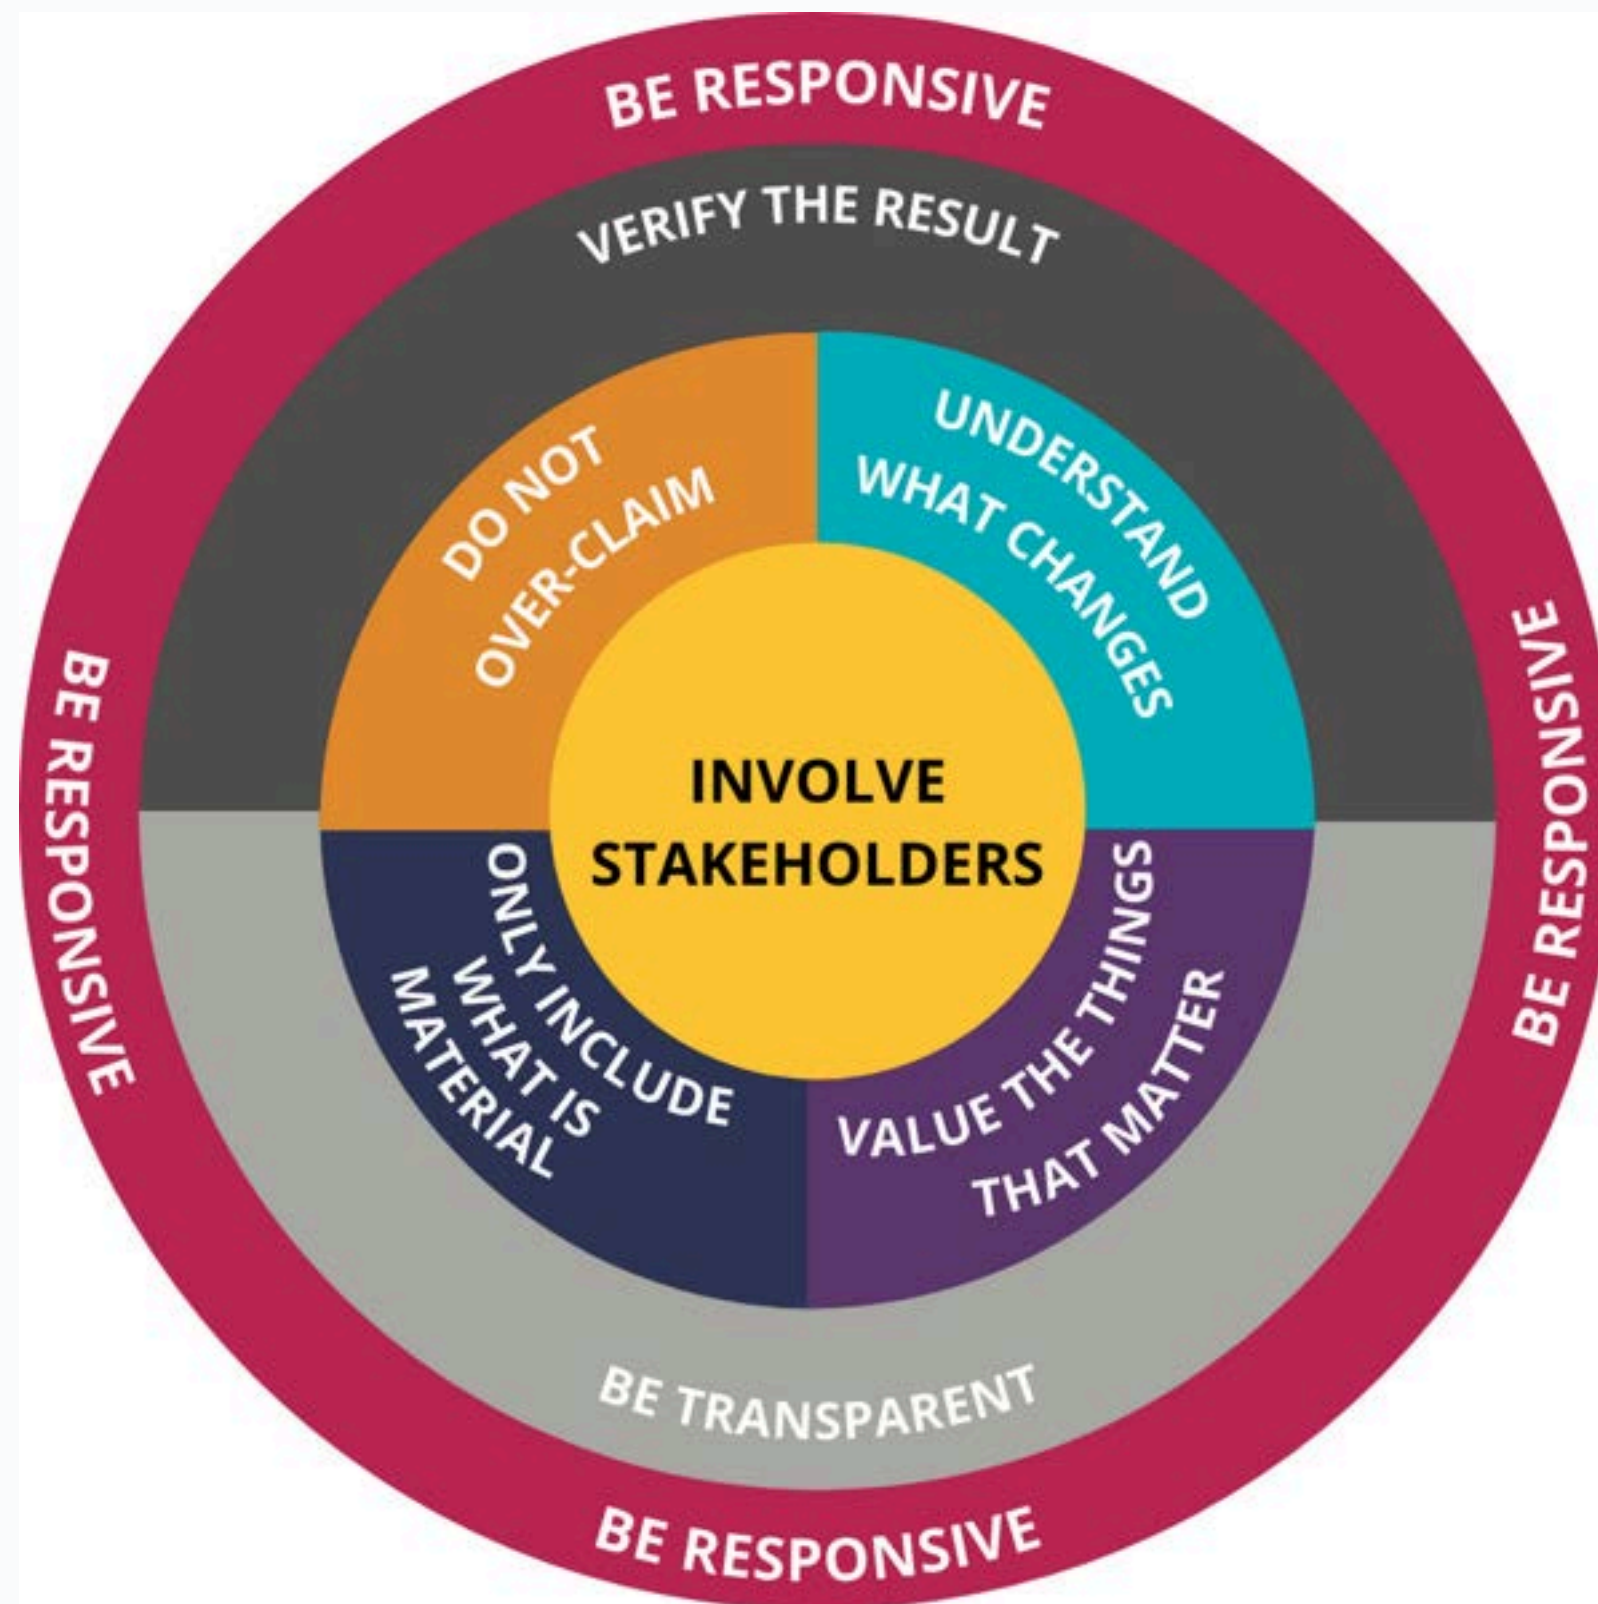 BE RESPONSIVE
VERIFY THE RESULT
DO NOT
OVER-CLAIM
UNDERSTAND
WHAT CHANGES
BE RESPONSIVE
INVOLVE
STAKEHOLDERS
BE RESPONSIVE
ONLY INCLUDE
WHAT IS
MATERIAL
VALUE THE THINGS
THAT MATTER
BE TRANSPARENT
BE RESPONSIVE